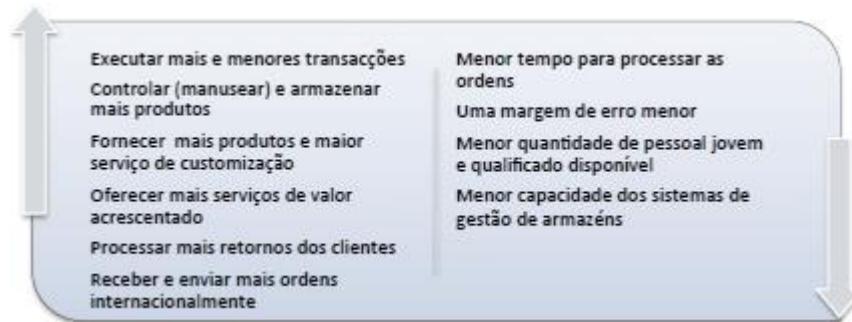 Executar mais e menores transacções
Controlar (manusear) e armazenar
mais produtos
Fornecer mais produtos e maior
serviço de customização
Oferecer mais serviços de valor
acrescentado
Processar mais retornos dos clientes
Receber e enviar mais ordens
internacionalmente
Menor tempo para processar as
ordens
Uma margem de erro menor
Menor quantidade de pessoal jovem
e qualificado disponível
Menor capacidade dos sistemas de
gestão de armazéns